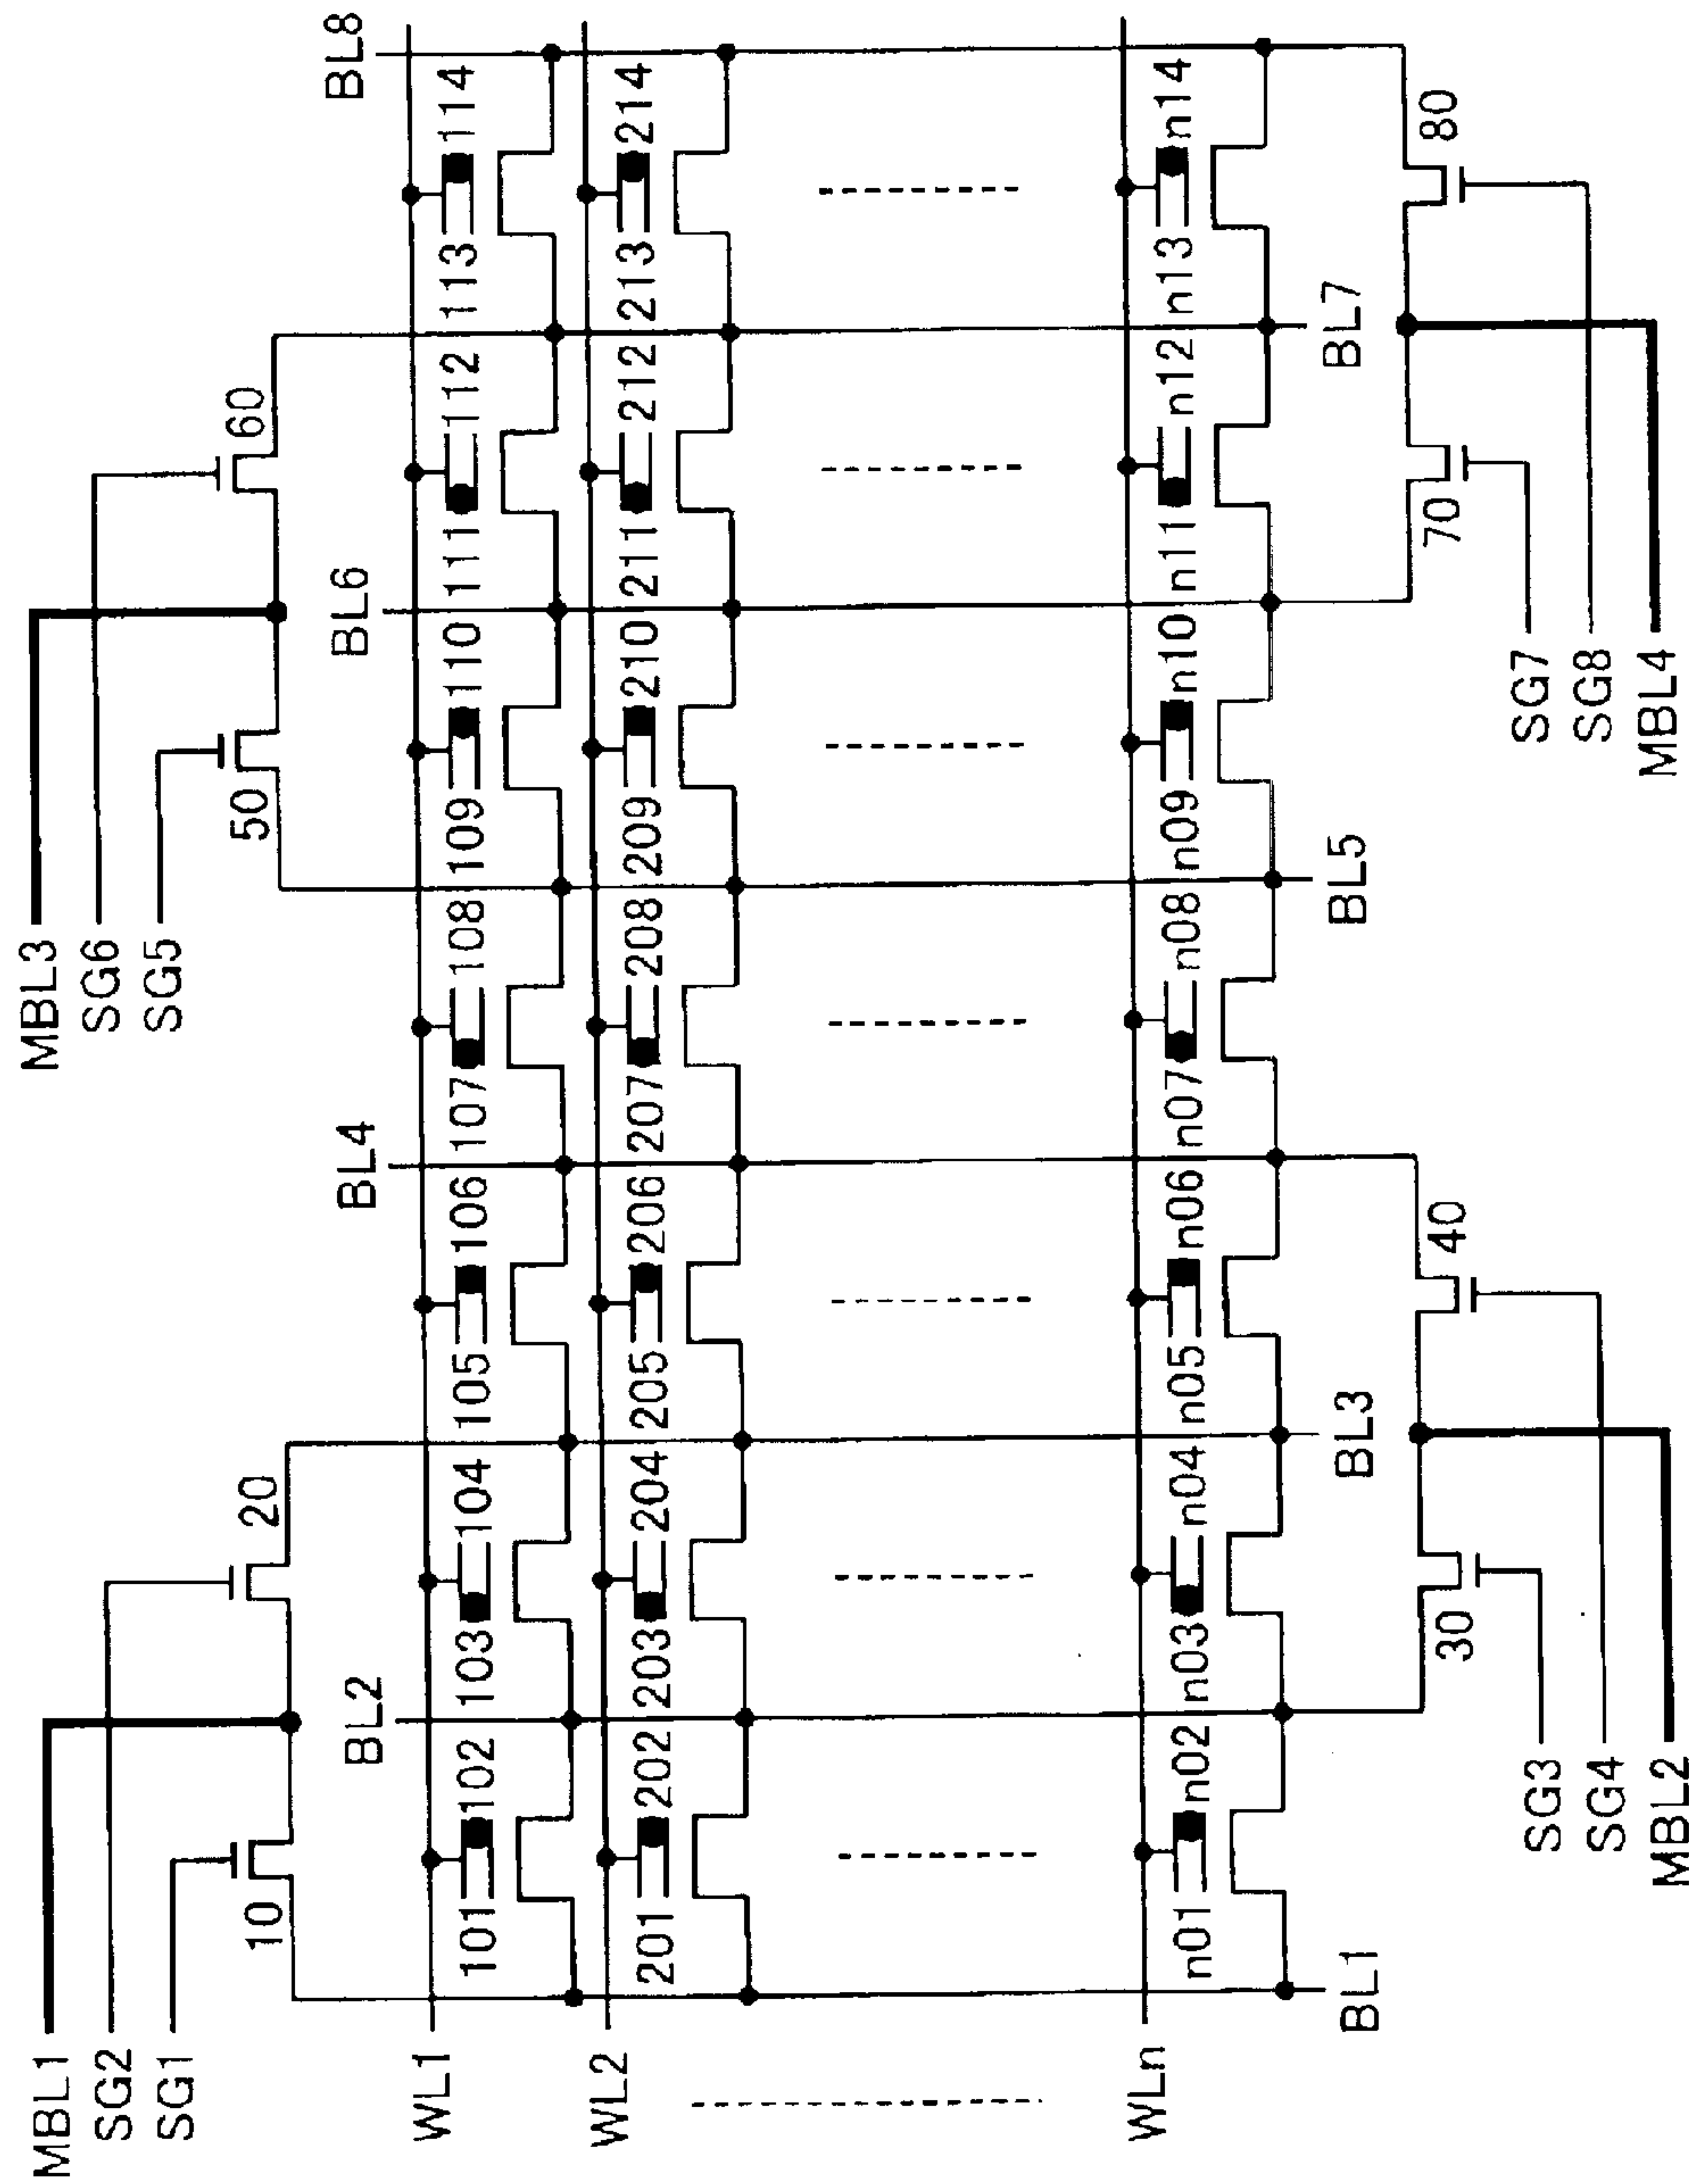 MBL1
SG2
SG1
MBL3
SG6
SG5
10
20
50
60
BL2
BL4
BL6
BL8
WL1
101 102 103 104 105 106 107 108 109 110 111 112 113 114
WL2
201 202 203 204 205 206 207 208 209 210 211 212 213 214
WLn
n01 n02 n03 n04 n05 n06 n07 n08 n09 n10 n11 n12 n13 n14
BL1
BL3
BL5
BL7
30
40
70
80
SG3
SG4
MBL2
SG7
SG8
MBL4